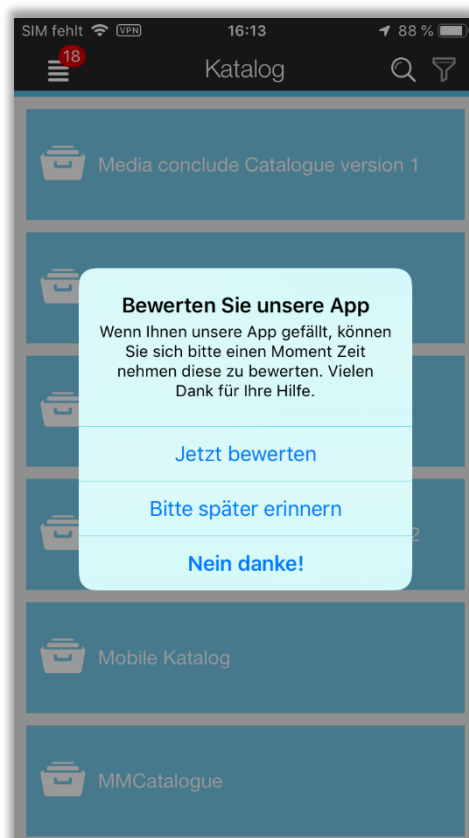 SIM fehlt VPN 16:13 88 %
18
Katalog
Media conclude Catalogue version 1
Bewerten Sie unsere App
Wenn Ihnen unsere App gefällt, können
Sie sich bitte einen Moment Zeit
nehmen diese zu bewerten. Vielen
Dank für Ihre Hilfe.
Jetzt bewerten
Bitte später erinnern
2
Nein danke!
Mobile Katalog
MMCatalogue